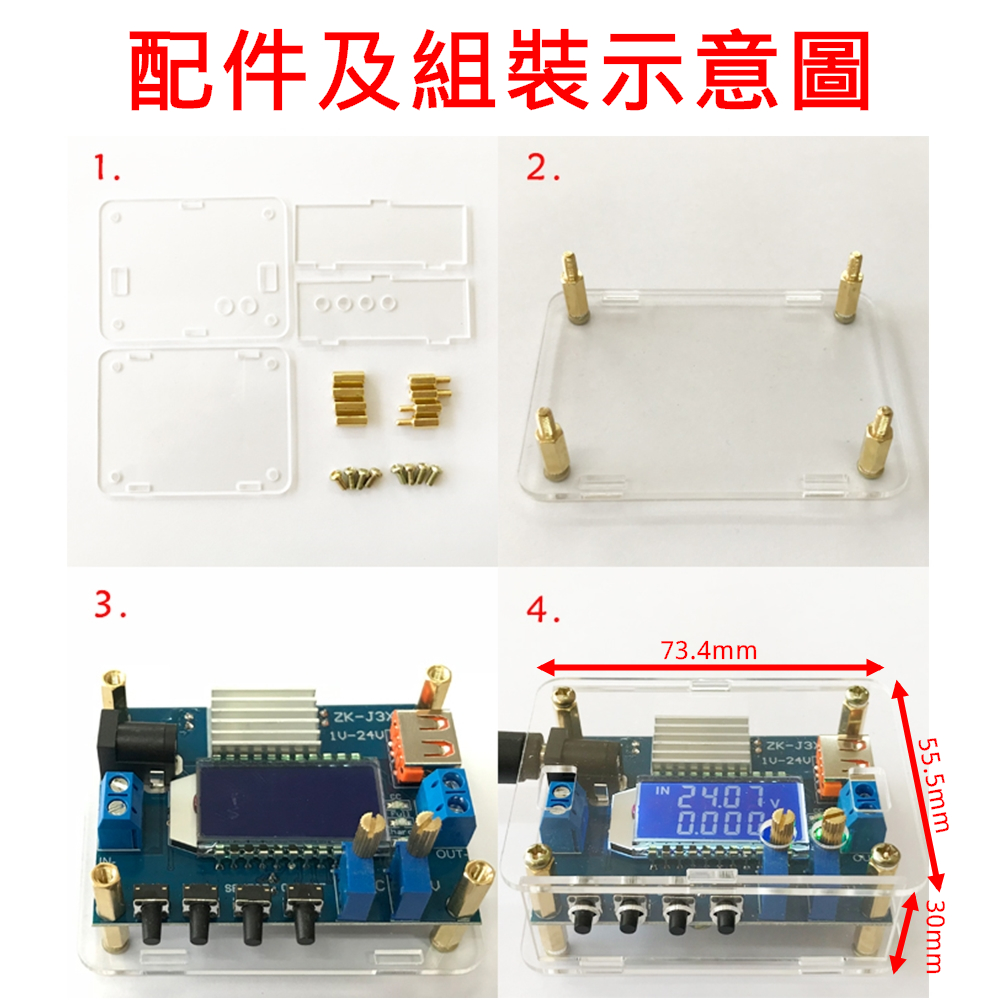 配件及組裝示意圖
1.
2.
3.
ZK-J3X
1V-24V
IN-
OUT-
4.
73.4mm
ZK-J3X
1V-24V
IN 24.07 V
0.000
55.5mm
30mm